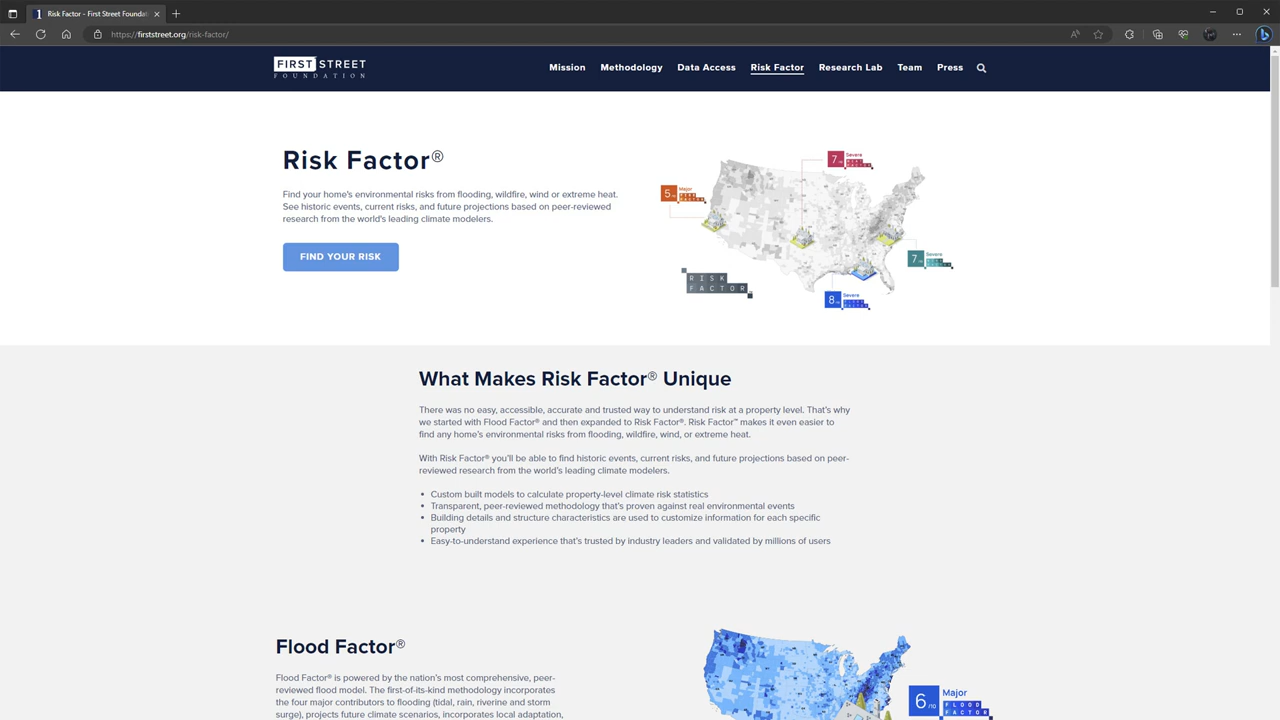 Risk Factor - First Street Foundat
https://firststreet.org/risk-factor/
FIRST STREET
FOUNDATION
Mission
Methodology
Data Access
Risk Factor
Research Lab
Team
Press
Risk Factor®
Find your home's environmental risks from flooding, wildfire, wind or extreme heat.
See historic events, current risks, and future projections based on peer-reviewed
research from the world's leading climate modelers.
FIND YOUR RISK
7/10 Severe
5/10 Major
7/10 Severe
8/10 Severe
RISK
FACTOR
What Makes Risk Factor® Unique
There was no easy, accessible, accurate and trusted way to understand risk at a property level. That's why
we started with Flood Factor® and then expanded to Risk Factor®. Risk Factor™ makes it even easier to
find any home's environmental risks from flooding, wildfire, wind, or extreme heat.
With Risk Factor® you'll be able to find historic events, current risks, and future projections based on peer-
reviewed research from the world's leading climate modelers.
• Custom built models to calculate property-level climate risk statistics
• Transparent, peer-reviewed methodology that's proven against real environmental events
• Building details and structure characteristics are used to customize information for each specific
property
• Easy-to-understand experience that's trusted by industry leaders and validated by millions of users
Flood Factor®
Flood Factor® is powered by the nation's most comprehensive, peer-
reviewed flood model. The first-of-its-kind methodology incorporates
the four major contributors to flooding (tidal, rain, riverine and storm
surge), projects future climate scenarios, incorporates local adaptation,
6/10 Major
FLOOD
FACTOR